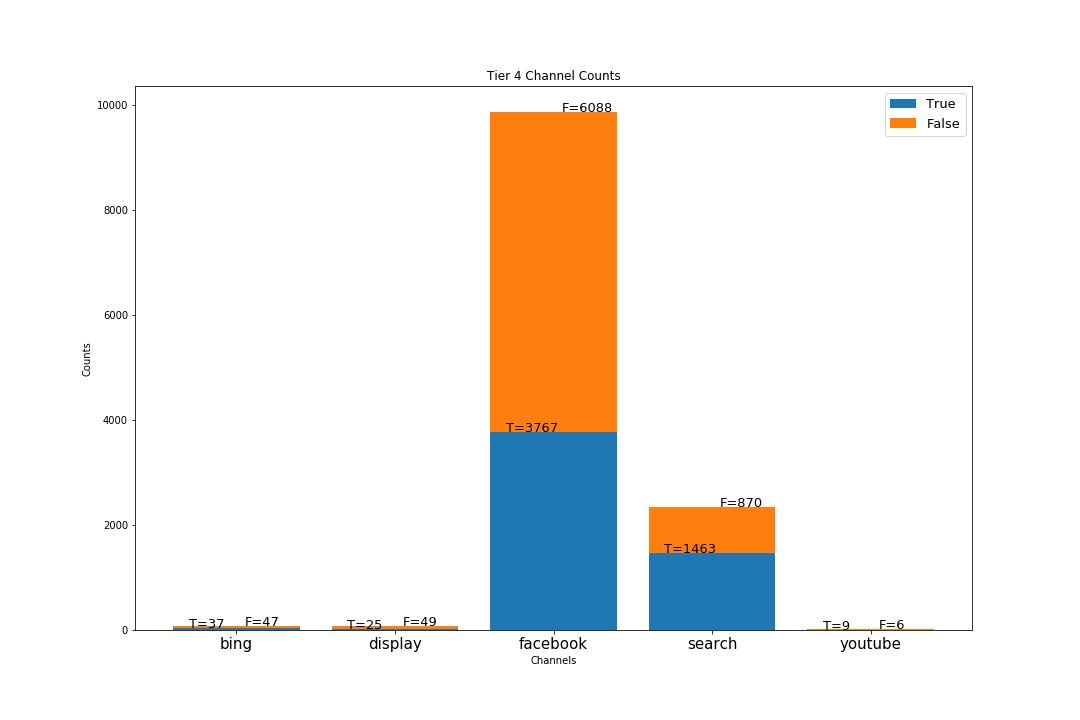 Tier 4 Channel Counts
10000
8000
6000
4000
2000
0
Counts
F=6088
T=3767
F=870
T=1463
T=37
F=47
T=25
F=49
T=9
F=6
True
False
bing
display
facebook
search
youtube
Channels